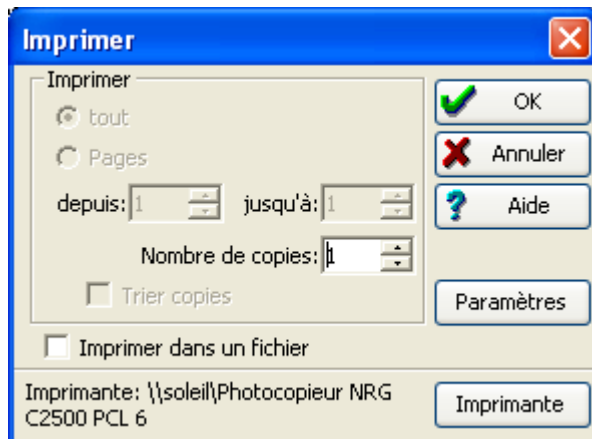 Imprimer
Imprimer
tout
Pages
depuis: 1 jusqu'à: 1
Nombre de copies: 1
Trier copies
Imprimer dans un fichier
Imprimante: \\soleil\Photocopieur NRG
C2500 PCL 6
OK
Annuler
? Aide
Paramètres
Imprimante